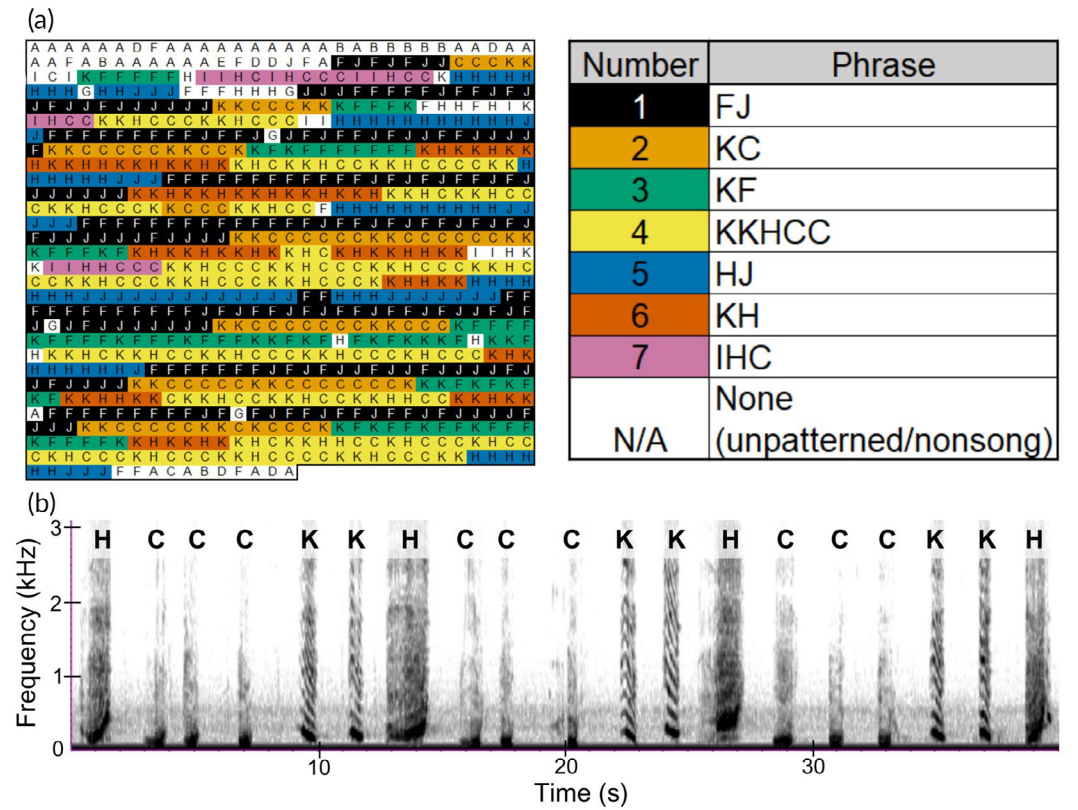 (a)
A A A A A A D F A A A A A A A A A A B A B B B B B A A D A A
A A F A B A A A A A A E F D D J F A F J F J F J J C C C K K
I C I K F F F F F H I I H C I H C C C I I H C C K H H H H H
H H H G H H J J J F F F H H H G J J J F F F F F J F F J F J
J F J J F J J J J J J K K C C C K K K F F F K F H H F H I K
I H C C K K H C C C K K H C C C I I H H H H H H H H H H H J
J F F F F F F F F F J F F J G J F J F F J F J J F F J J J J
F K K C C C C C C K K C K K F K F F F F F F F K H K K H K K
H K K H H K K H K K H K K H C K K H C C K K H C C C C K K H
H H H H H J J J F F F F F F F F F F F J F F J F J J F F J F J
J J J J J J K K H K K H K K H K K H K K H K K H C K K H C C
C K K K H C C C K K C C C K K H C C F H H H H H H H H H J J
J J J F F F F F F F F F F F F F F J F F J F J J F F J F J
F J J J J J J F J J J J K K C C C C C C K K C C C C C C K K
K F F F K F K H K K H K K H K K H C K H K K H K K H K I I H K
K I I H H C C C K K H C C C C K K H C C C K K H C C C K K H C
C C K K H C C C K K H C C C K K H C C C C K H H K K H H H H
H H H J J J J J J J J J J J J J F F H H H J J J J J J J F F
F F F F F F F F F J F J F F J J F J J F J F F J J F J F
J G J F J J J J J J J K K C C C C C C C K K C C C K F F F F
K F F F F K F F K K F F K F F K F F H F K F K K F H K K F
H K K H C K K H C C K K H C C C C K K H C C K K H C C C K H K
H H H H H H J F F F F F F F J F J F J J F J J F J J J J F J
J F J J J J K K C C C C C K K C C C C C C C C K K F K F K F
K F K K H H K K C K K H C C K K H C C K K H H C C K K H K K
A F F F F F F F F F J F G F J F F J F F J F F J F J J J J F
J J J K K C C C C C K K C K C C C K K F K F K F F K F F F F
K F F F F K K H K K H K K H C K K H H C C K K H C C C K H C C
C K H C C C K H C C C K K H C C C C K K H C C C K K H H H H
H H J J J F F A C A B D F A D A
Number Phrase
1 FJ
2 KC
3 KF
4 KKHCC
5 HJ
6 KH
7 IHC
N/A None
(unpatterned/nonsong)
(b)
H C C C K K H C C C K K H C C C K K H
Frequency (kHz)
3
2
1
0
10 20 30
Time (s)